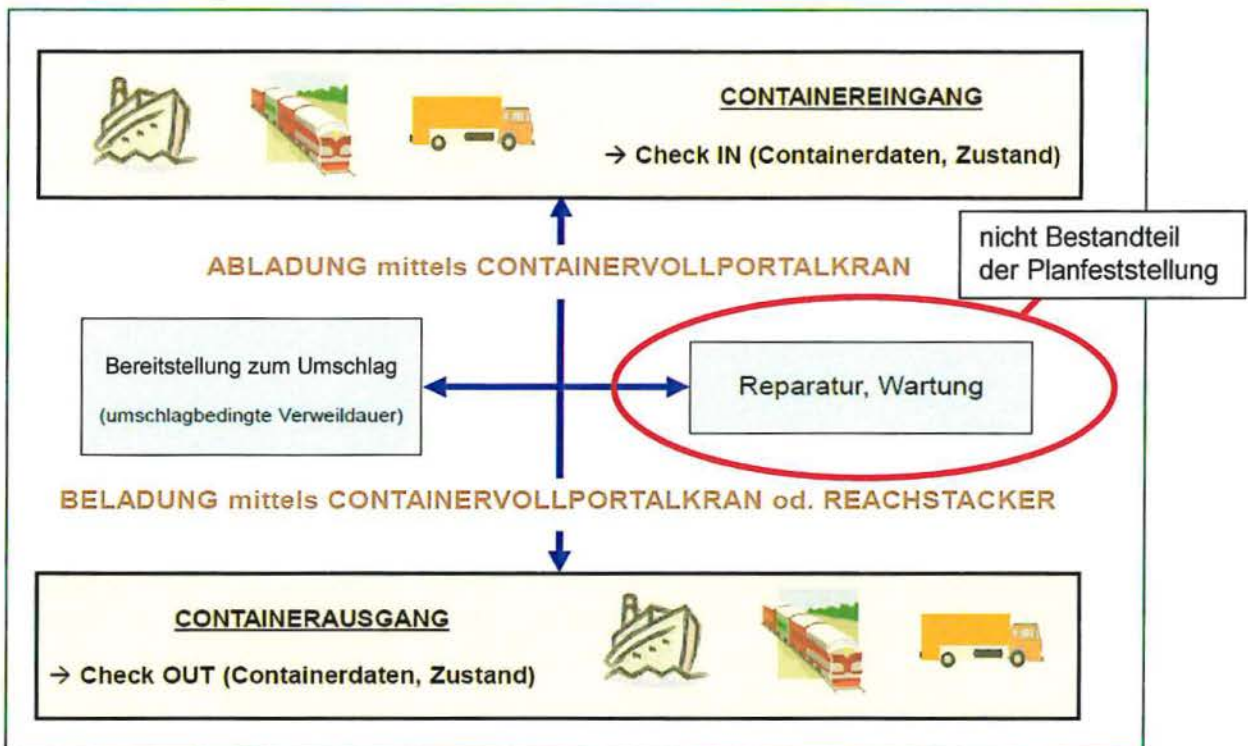 CONTAINEREINGANG
→ Check IN (Containerdaten, Zustand)
nicht Bestandteil
der Planfeststellung
ABLADUNG mittels CONTAINERVOLLPORTALKRAN
Bereitstellung zum Umschlag
(umschlagbedingte Verweildauer)
Reparatur, Wartung
BELADUNG mittels CONTAINERVOLLPORTALKRAN od. REACHSTACKER
CONTAINERAUSGANG
→ Check OUT (Containerdaten, Zustand)